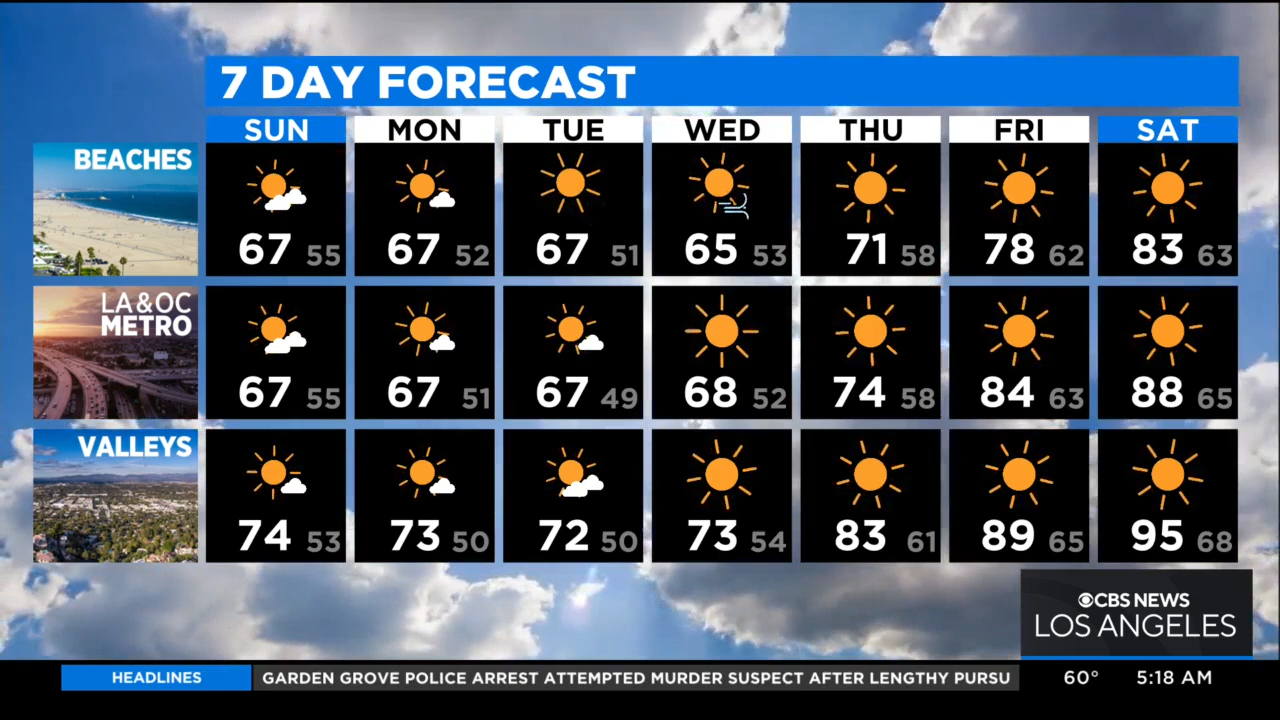 7 DAY FORECAST
SUN MON TUE WED THU FRI SAT
BEACHES
67 55 67 52 67 51 65 53 71 58 78 62 83 63
LA & OC
METRO
67 55 67 51 67 49 68 52 74 58 84 63 88 65
VALLEYS
74 53 73 50 72 50 73 54 83 61 89 65 95 68
CBS NEWS
LOS ANGELES
HEADLINES GARDEN GROVE POLICE ARREST ATTEMPTED MURDER SUSPECT AFTER LENGTHY PURSU 60° 5:18 AM